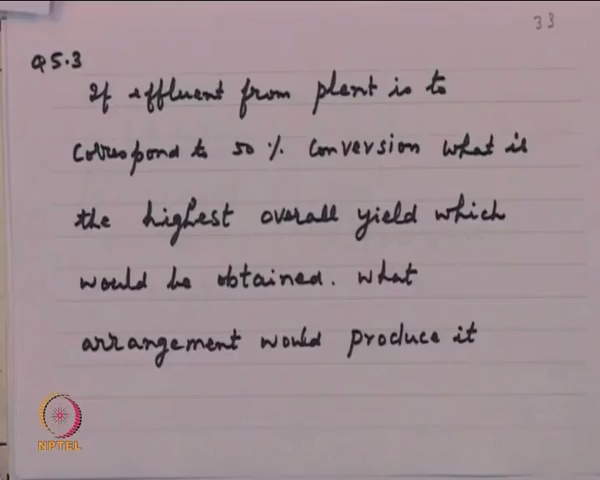 33
Q5.3
If effluent from plant is to
correspond to 50 % conversion what is
the highest overall yield which
would be obtained. What
arrangement would produce it
NPTEL